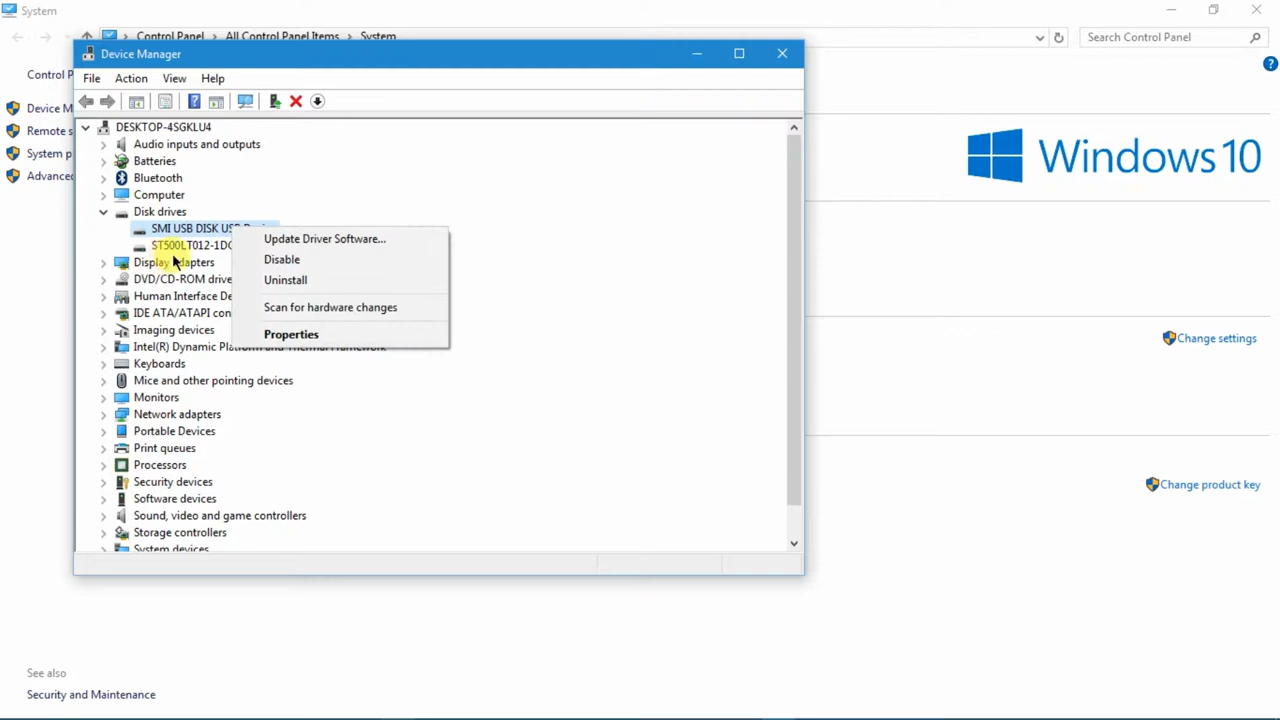 System
Control Panel
All Control Panel Items
System
Search Control Panel
Control P
Device M
Remote s
System p
Advanced
Device Manager
File Action View Help
DESKTOP-4SGKLU4
Audio inputs and outputs
Batteries
Bluetooth
Computer
Disk drives
SMI USB DISK
ST500LT012-1DG
Display adapters
DVD/CD-ROM drive
Human Interface De
IDE ATA/ATAPI con
Imaging devices
Intel(R) Dynamic Platform and Thermal Framework
Keyboards
Mice and other pointing devices
Monitors
Network adapters
Portable Devices
Print queues
Processors
Security devices
Software devices
Sound, video and game controllers
Storage controllers
System devices
Update Driver Software...
Disable
Uninstall
Scan for hardware changes
Properties
Windows 10
Change settings
Change product key
See also
Security and Maintenance